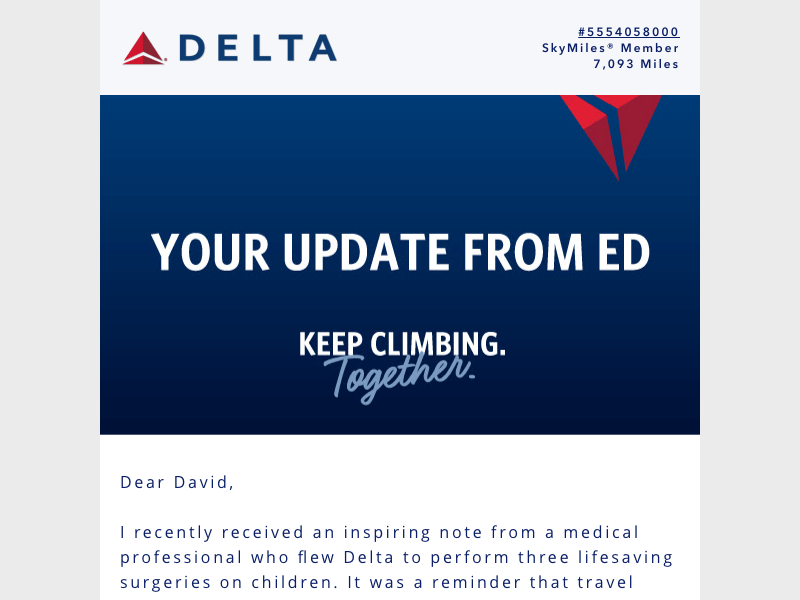 DELTA
#5554058000
SkyMiles® Member
7,093 Miles
YOUR UPDATE FROM ED
KEEP CLIMBING.
Together.
Dear David,
I recently received an inspiring note from a medical
professional who flew Delta to perform three lifesaving
surgeries on children. It was a reminder that travel